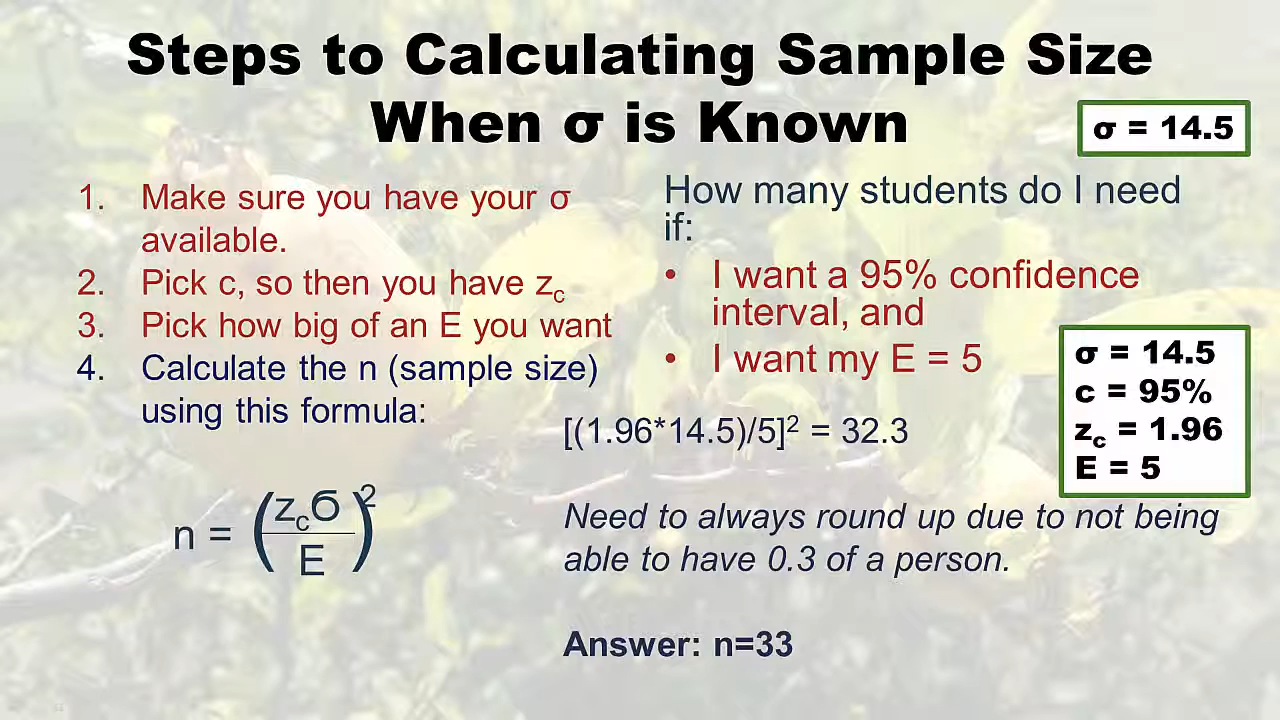 Steps to Calculating Sample Size
When σ is Known
σ = 14.5
1. Make sure you have your σ
available.
2. Pick c, so then you have zc
3. Pick how big of an E you want
4. Calculate the n (sample size)
using this formula:
n = (zcσ / E)²
How many students do I need
if:
• I want a 95% confidence
interval, and
• I want my E = 5
σ = 14.5
c = 95%
zc = 1.96
E = 5
[(1.96*14.5)/5]² = 32.3
Need to always round up due to not being
able to have 0.3 of a person.
Answer: n=33